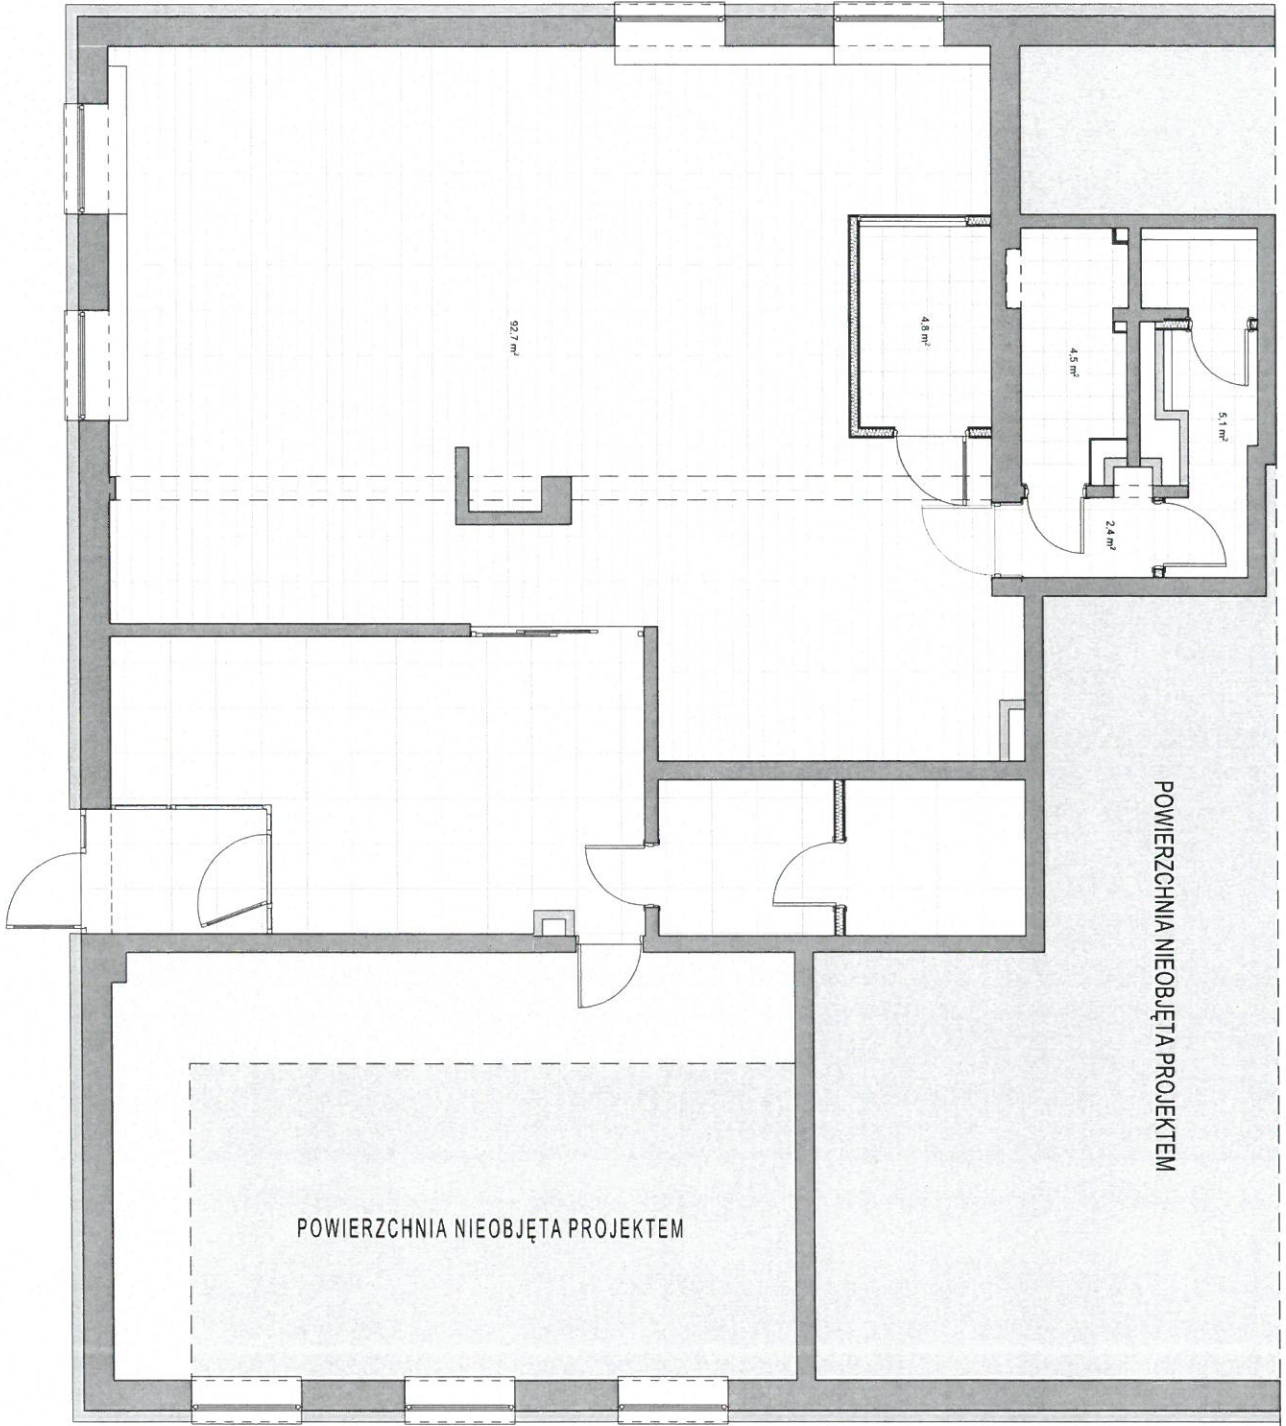 92,7 m²
4,8 m²
4,5 m²
5,1 m²
2,4 m²
POWIERZCHNIA NIEOBJĘTA PROJEKTEM
POWIERZCHNIA NIEOBJĘTA PROJEKTEM